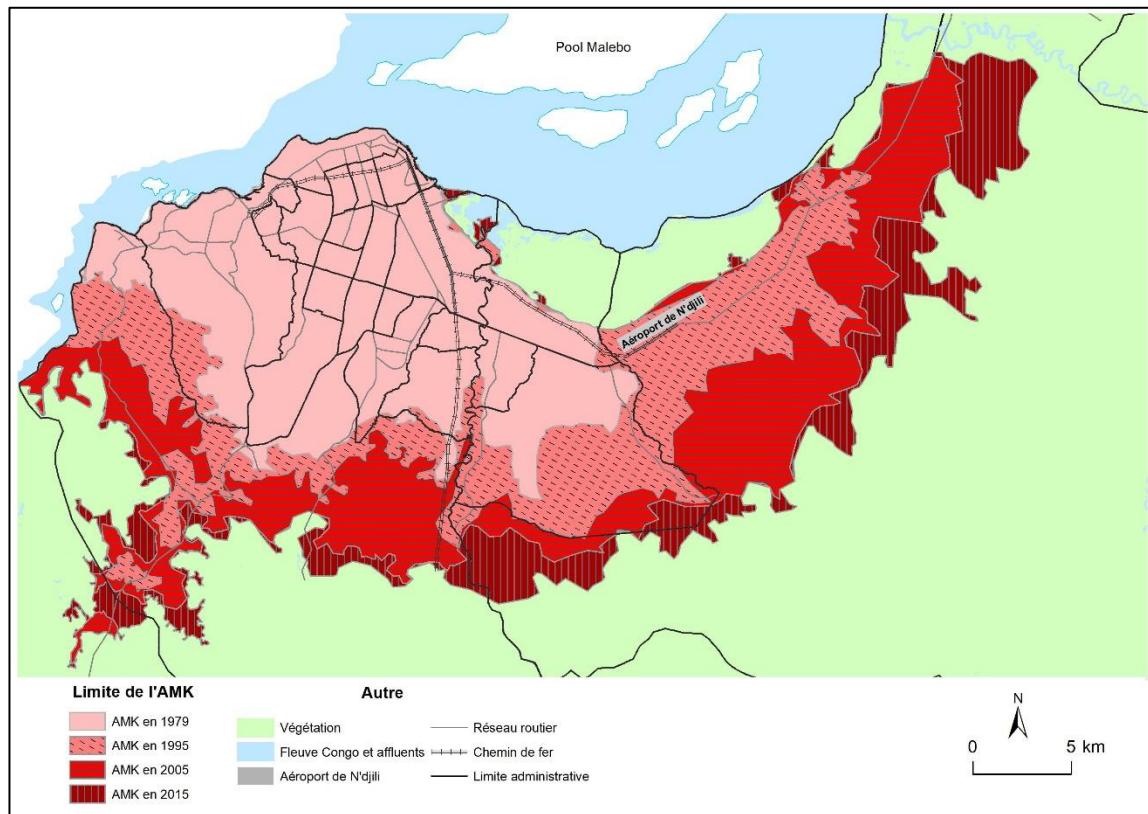 Pool Malebo
Aéroport de N'djili
Limite de l'AMK
AMK en 1979
AMK en 1995
AMK en 2005
AMK en 2015
Autre
Végétation
Fleuve Congo et affluents
Aéroport de N'djili
Réseau routier
Chemin de fer
Limite administrative
N
0 5 km